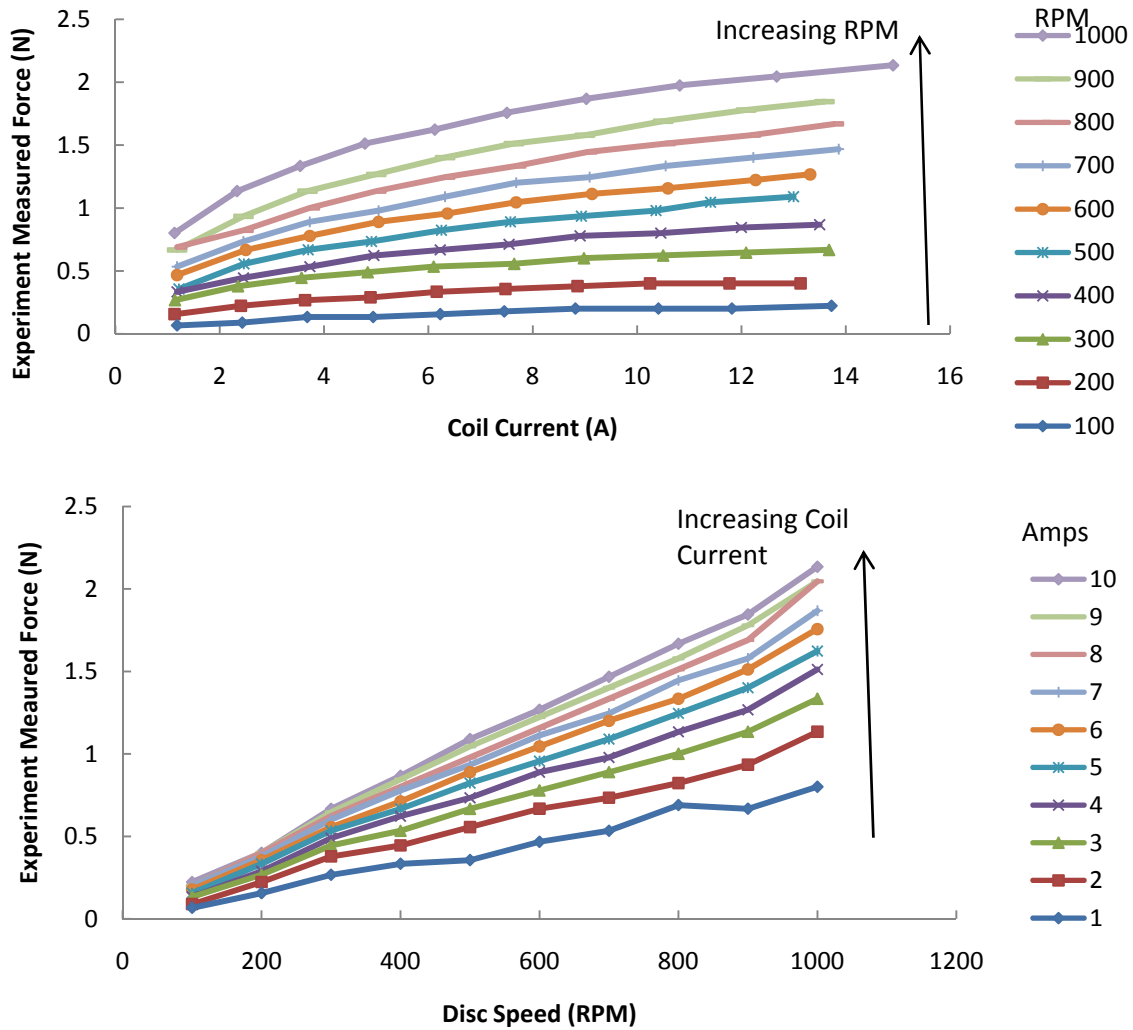 Experiment Measured Force (N)
2.5
2
1.5
1
0.5
0
0 2 4 6 8 10 12 14 16
Coil Current (A)
Increasing RPM
RPM
1000
900
800
700
600
500
400
300
200
100
Experiment Meaured Force (N)
2.5
2
1.5
1
0.5
0
0 200 400 600 800 1000 1200
Disc Speed (RPM)
Increasing Coil
Current
Amps
10
9
8
7
6
5
4
3
2
1